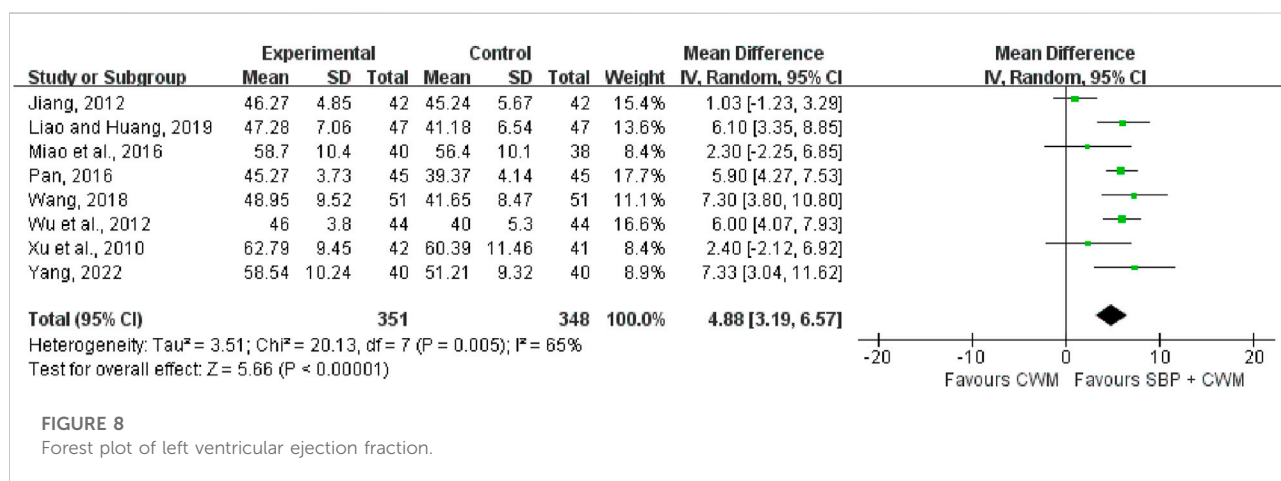 Experimental Control Mean Difference Mean Difference
Study or Subgroup Mean SD Total Mean SD Total Weight IV, Random, 95% CI IV, Random, 95% CI
Jiang, 2012 46.27 4.85 42 45.24 5.67 42 15.4% 1.03 [-1.23, 3.29]
Liao and Huang, 2019 47.28 7.06 47 41.18 6.54 47 13.6% 6.10 [3.35, 8.85]
Miao et al., 2016 58.7 10.4 40 56.4 10.1 38 8.4% 2.30 [-2.25, 6.85]
Pan, 2016 45.27 3.73 45 39.37 4.14 45 17.7% 5.90 [4.27, 7.53]
Wang, 2018 48.95 9.52 51 41.65 8.47 51 11.1% 7.30 [3.80, 10.80]
Wu et al., 2012 46 3.8 44 40 5.3 44 16.6% 6.00 [4.07, 7.93]
Xu et al., 2010 62.79 9.45 42 60.39 11.46 41 8.4% 2.40 [-2.12, 6.92]
Yang, 2022 58.54 10.24 40 51.21 9.32 40 8.9% 7.33 [3.04, 11.62]
Total (95% CI) 351 348 100.0% 4.88 [3.19, 6.57]
Heterogeneity: Tau² = 3.51; Chi² = 20.13, df = 7 (P = 0.005); I² = 65%
Test for overall effect: Z = 5.66 (P < 0.00001)
-20 -10 0 10 20
Favours CWM Favours SBP + CWM
FIGURE 8
Forest plot of left ventricular ejection fraction.